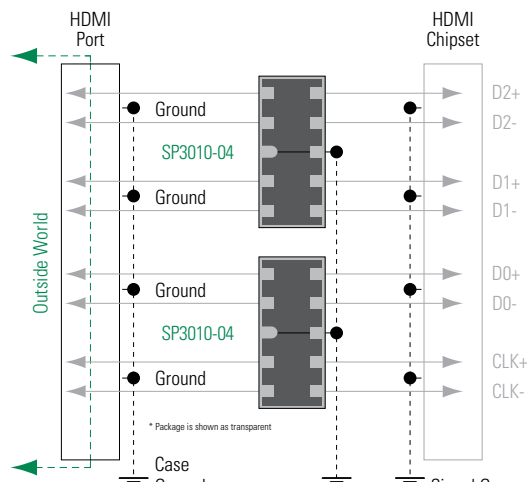 HDMI
Port
HDMI
Chipset
Outside World
D2+
Ground
D2-
SP3010-04
D1+
Ground
D1-
D0+
Ground
D0-
SP3010-04
CLK+
Ground
CLK-
* Package is shown as transparent
Case